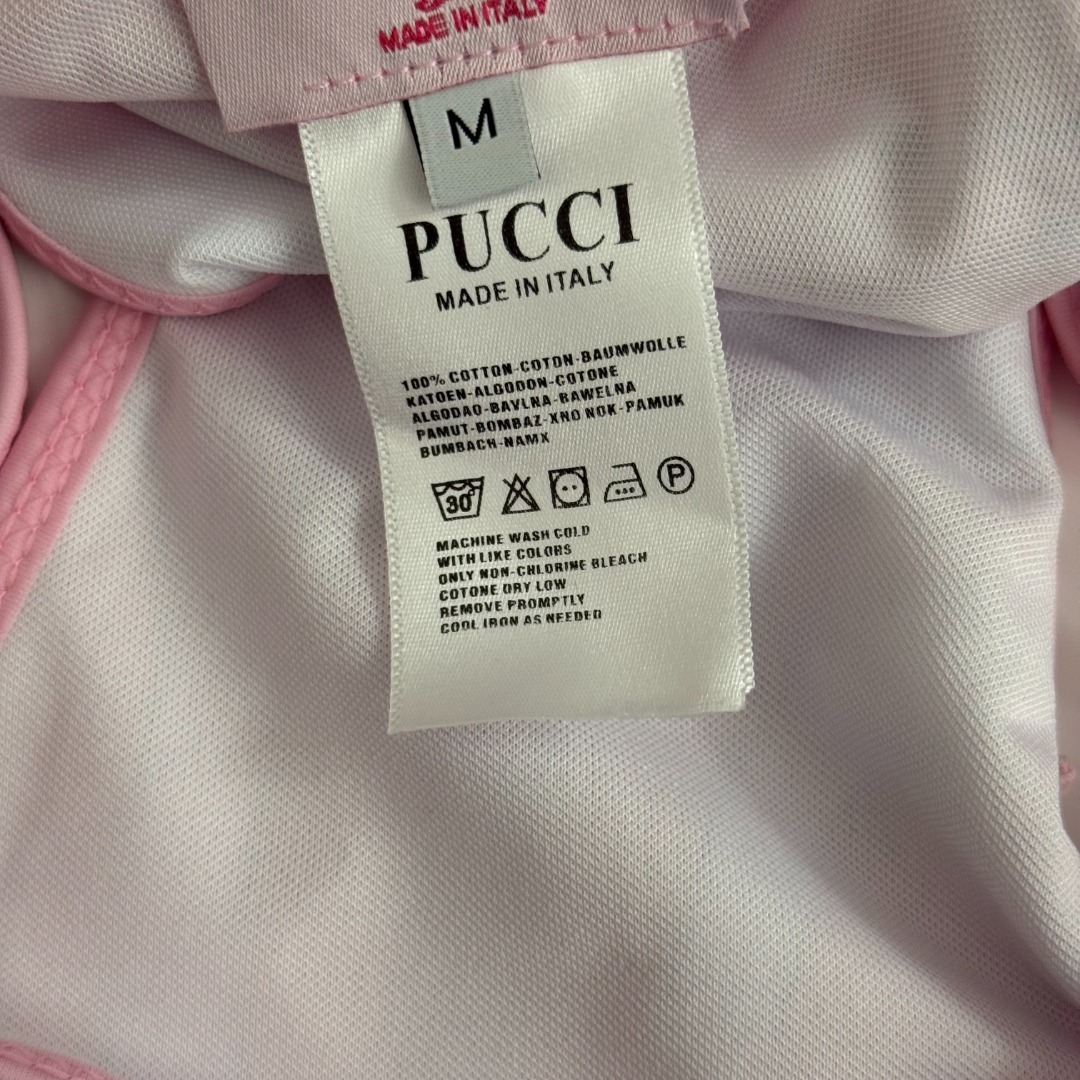 MADE IN ITALY
M
PUCCI
MADE IN ITALY
100% COTTON-COTON-BAUMWOLLE
KATOEN-ALGODON-COTONE
ALGODAO-BAVLNA-BAWELNA
PAMUT-BOMBAZ-XNO NOK-PAMUK
BUMBACH-NAMX
30°
P
MACHINE WASH COLD
WITH LIKE COLORS
ONLY NON-CHLORINE BLEACH
COTONE DRY LOW
REMOVE PROMPTLY
COOL IRON AS NEEDED